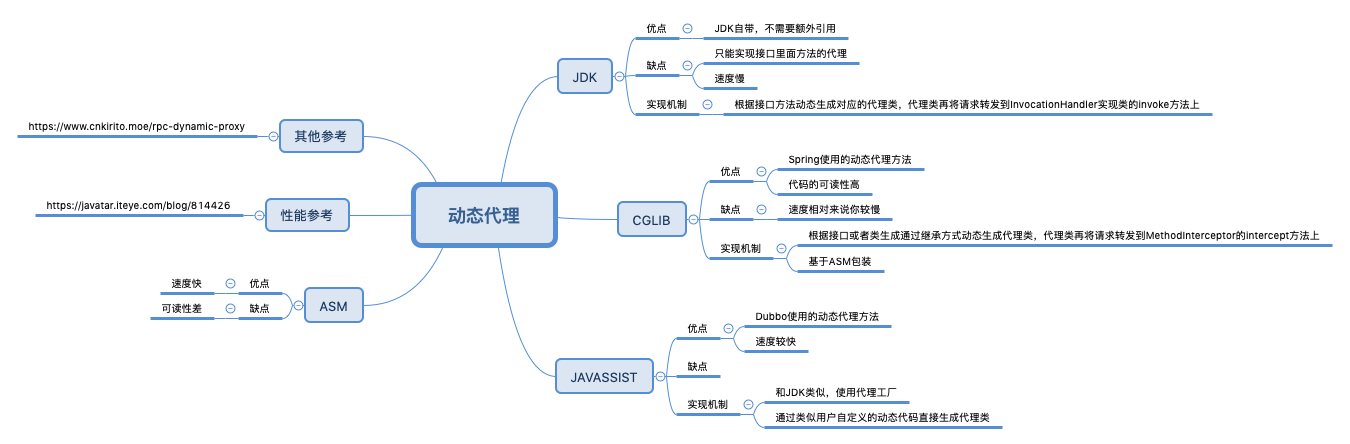 动态代理
JDK
优点
JDK自带，不需要额外引用
缺点
只能实现接口里面方法的代理
速度慢
实现机制
根据接口方法动态生成对应的代理类，代理类再将请求转发到InvocationHandler实现类的invoke方法上
CGLIB
优点
Spring使用的动态代理方法
代码的可读性高
缺点
速度相对来说你较慢
实现机制
根据接口或者类生成通过继承方式动态生成代理类，代理类再将请求转发到MethodInterceptor的intercept方法上
基于ASM包装
JAVASSIST
优点
Dubbo使用的动态代理方法
速度较快
缺点
实现机制
和JDK类似，使用代理工厂
通过类似用户自定义的动态代码直接生成代理类
其他参考
https://www.cnkirito.moe/rpc-dynamic-proxy
性能参考
https://javatar.iteye.com/blog/814426
ASM
优点
速度快
缺点
可读性差